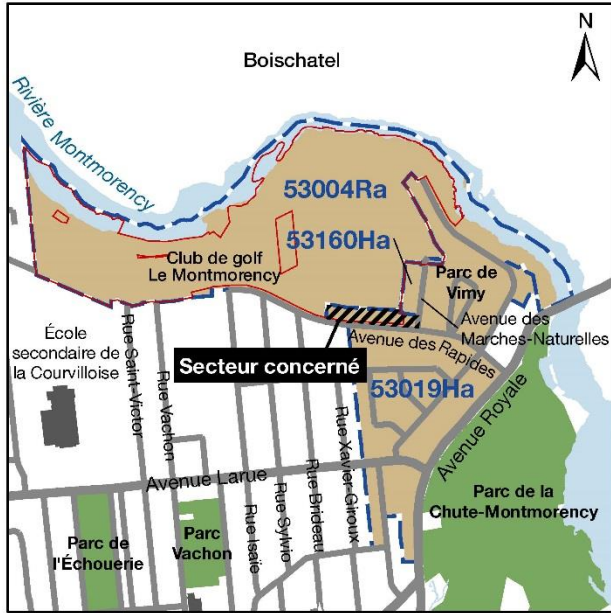 N
Boischatel
Rivière Montmorency
53004Ra
53160Ha
Club de golf
Le Montmorency
Parc de
Vimy
Avenue des
Marches-Naturelles
École
secondaire de
la Courvilloise
Secteur concerné
Avenue des Rapides
Rue Saint-Victor
Rue Vachon
53019Ha
Rue Xavier-Giroux
Avenue Royale
Avenue Larue
Rue Brideau
Rue Sylvio
Rue Isaïe
Parc de la
Chute-Montmorency
Parc de
l'Échouerie
Parc
Vachon